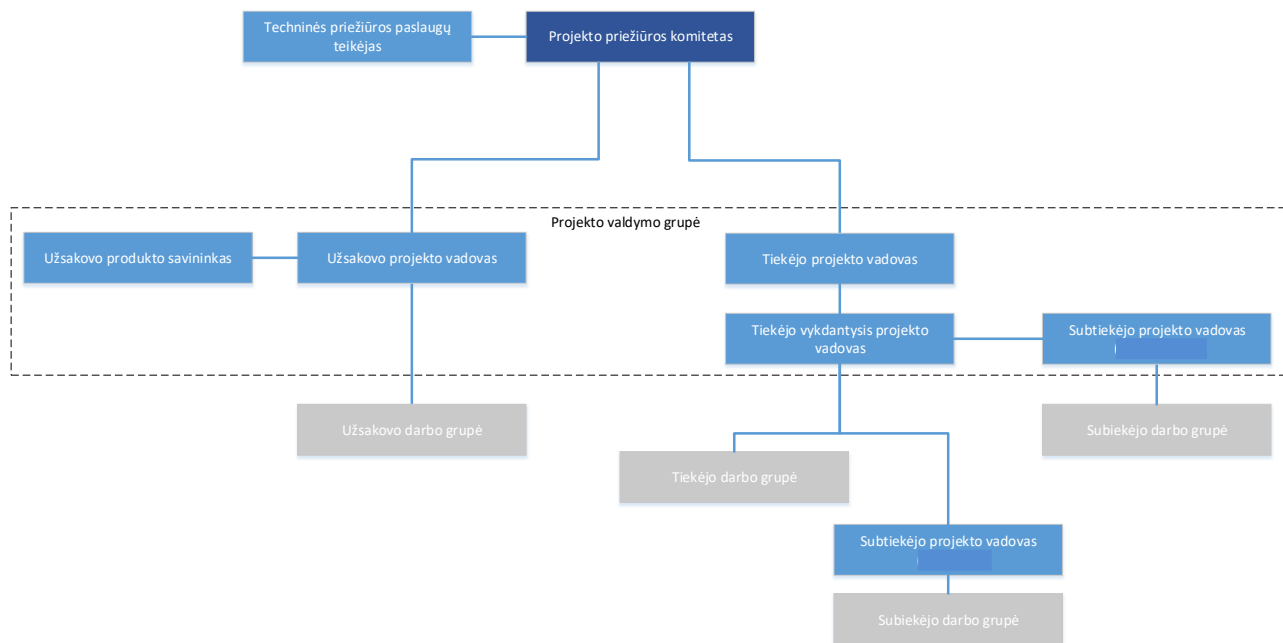 Techninės priežiūros paslaugų
teikėjas
Projekto priežiūros komitetas
Projekto valdymo grupė
Užsakovo produkto savininkas
Užsakovo projekto vadovas
Tiekėjo projekto vadovas
Tiekėjo vykdantysis projekto
vadovas
Subtiekėjo projekto vadovas
(
Užsakovo darbo grupė
Subiekėjo darbo grupė
Tiekėjo darbo grupė
Subtiekėjo projekto vadovas
(
Subiekėjo darbo grupė